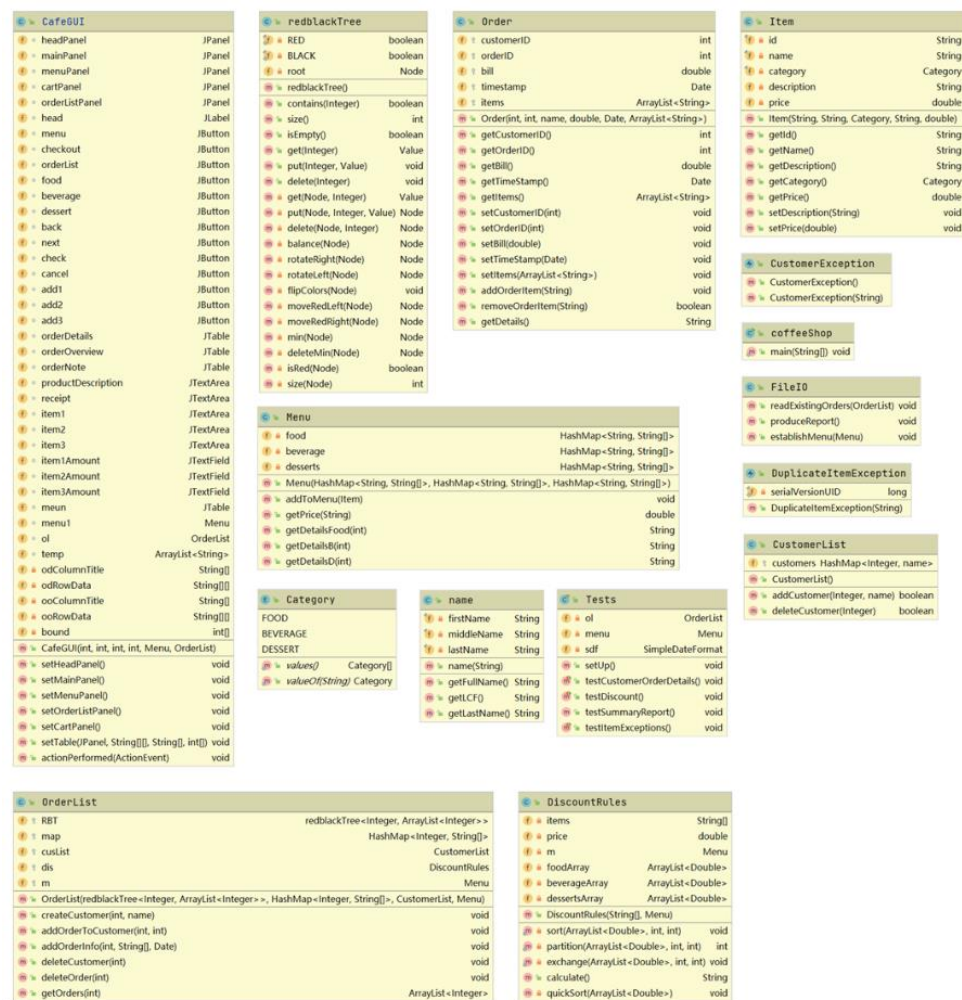 CafeGUI
headPanel JPanel
mainPanel JPanel
menuPanel JPanel
cartPanel JPanel
orderListPanel JPanel
head JLabel
menu JButton
checkout JButton
orderList JButton
food JButton
beverage JButton
dessert JButton
back JButton
next JButton
check JButton
cancel JButton
add1 JButton
add2 JButton
add3 JButton
orderDetails JTable
orderOverview JTable
orderNote JTable
productDescription JTextArea
receipt JTextArea
item1 JTextArea
item2 JTextArea
item3 JTextArea
item1Amount JTextField
item2Amount JTextField
item3Amount JTextField
meun JTable
menu1 Menu
ol OrderList
temp ArrayList<String>
odColumnTitle String[]
odRowData String[][]
ooColumnTitle String[]
ooRowData String[][]
bound int[]
CafeGUI(int, int, int, int, Menu, OrderList)
setHeadPanel() void
setMainPanel() void
setMenuPanel() void
setOrderListPanel() void
setCartPanel() void
setTable(JPanel, String[][], String[], int[]) void
actionPerformed(ActionEvent) void
redblackTree
RED boolean
BLACK boolean
root Node
redblackTree()
contains(Integer) boolean
size() int
isEmpty() boolean
get(Integer) Value
put(Integer, Value) void
delete(Integer) void
get(Node, Integer) Value
put(Node, Integer, Value) Node
delete(Node, Integer) Node
balance(Node) Node
rotateRight(Node) Node
rotateLeft(Node) Node
flipColors(Node) void
moveRedLeft(Node) Node
moveRedRight(Node) Node
min(Node) Node
deleteMin(Node) Node
isRed(Node) boolean
size(Node) int
Order
customerID int
orderID int
bill double
timestamp Date
items ArrayList<String>
Order(int, int, name, double, Date, ArrayList<String>)
getCustomerID() int
getOrderID() int
getBill() double
getTimeStamp() Date
getItems() ArrayList<String>
setCustomerID(int) void
setOrderID(int) void
setBill(double) void
setTimeStamp(Date) void
setItems(ArrayList<String>) void
addOrderItem(String) void
removeOrderItem(String) boolean
getDetails() String
Item
id String
name String
category Category
description String
price double
Item(String, String, Category, String, double)
getId() String
getName() String
getDescription() String
getCategory() Category
getPrice() double
setDescription(String) void
setPrice(double) void
CustomerException
CustomerException()
CustomerException(String)
coffeeShop
main(String[]) void
FileIO
readExistingOrders(OrderList) void
produceReport() void
establishMenu(Menu) void
DuplicateItemException
serialVersionUID long
DuplicateItemException(String)
CustomerList
customers HashMap<Integer, name>
CustomerList()
addCustomer(Integer, name) boolean
deleteCustomer(Integer) boolean
Menu
food HashMap<String, String[]>
beverage HashMap<String, String[]>
desserts HashMap<String, String[]>
Menu(HashMap<String, String[]>, HashMap<String, String[]>, HashMap<String, String[]>)
addToMenu(Item) void
getPrice(String) double
getDetailsFood(int) String
getDetailsB(int) String
getDetailsD(int) String
Category
FOOD
BEVERAGE
DESSERT
values() Category[]
valueOf(String) Category
name
firstName String
middleName String
lastName String
name(String)
getFullName() String
getLCF() String
getLastName() String
Tests
ol OrderList
menu Menu
sdf SimpleDateFormat
setUp() void
testCustomerOrderDetails() void
testDiscount() void
testSummaryReport() void
testItemExceptions() void
OrderList
RBT redblackTree<Integer, ArrayList<Integer>>
map HashMap<Integer, String[]>
cusList CustomerList
dis DiscountRules
m Menu
OrderList(redblackTree<Integer, ArrayList<Integer>>, HashMap<Integer, String[]>, CustomerList, Menu)
createCustomer(int, name) void
addOrderToCustomer(int, int) void
addOrderInfo(int, String[], Date) void
deleteCustomer(int) void
deleteOrder(int) void
getOrders(int) ArrayList<Integer>
DiscountRules
items String[]
price double
m Menu
foodArray ArrayList<Double>
beverageArray ArrayList<Double>
dessertsArray ArrayList<Double>
DiscountRules(String[], Menu)
sort(ArrayList<Double>, int, int) void
partition(ArrayList<Double>, int, int) int
exchange(ArrayList<Double>, int, int) void
calculate() String
quickSort(ArrayList<Double>) void